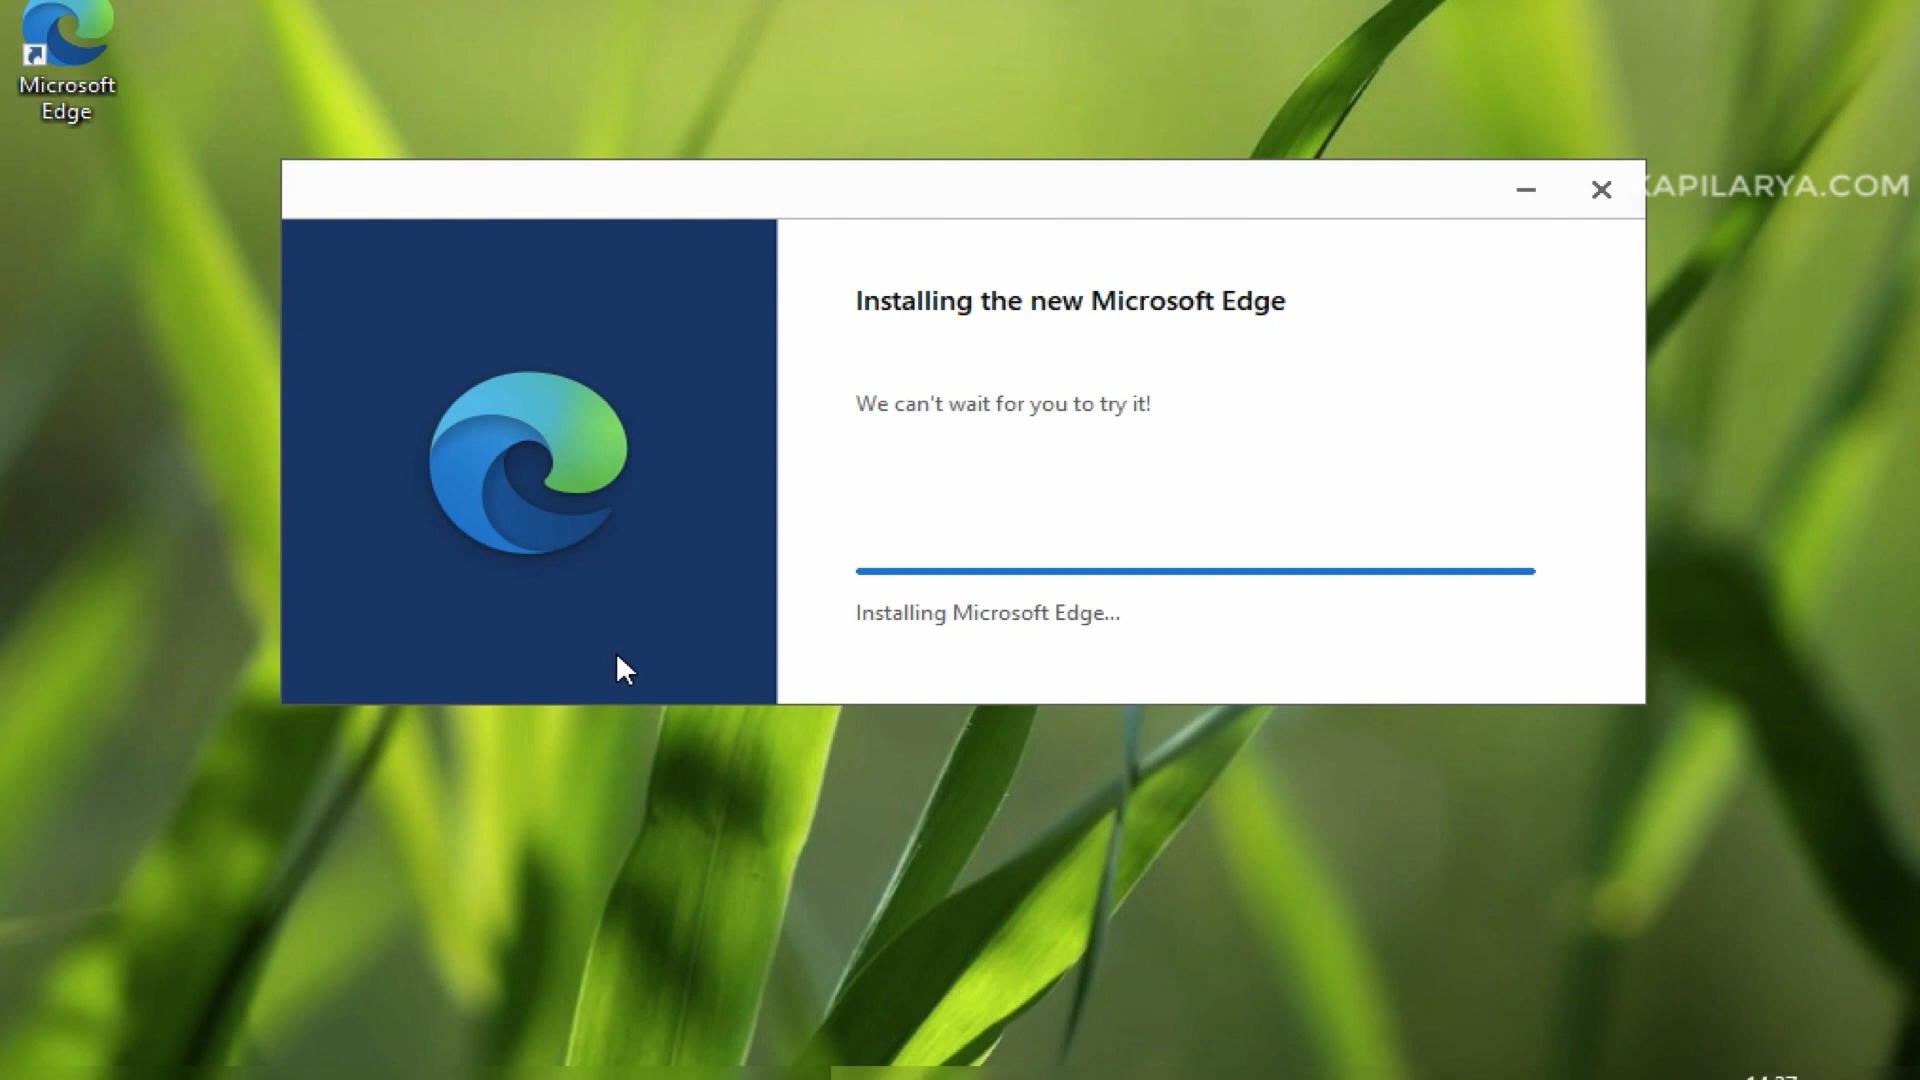 Microsoft
Edge
KAPILARYA.COM
Installing the new Microsoft Edge
We can't wait for you to try it!
Installing Microsoft Edge...